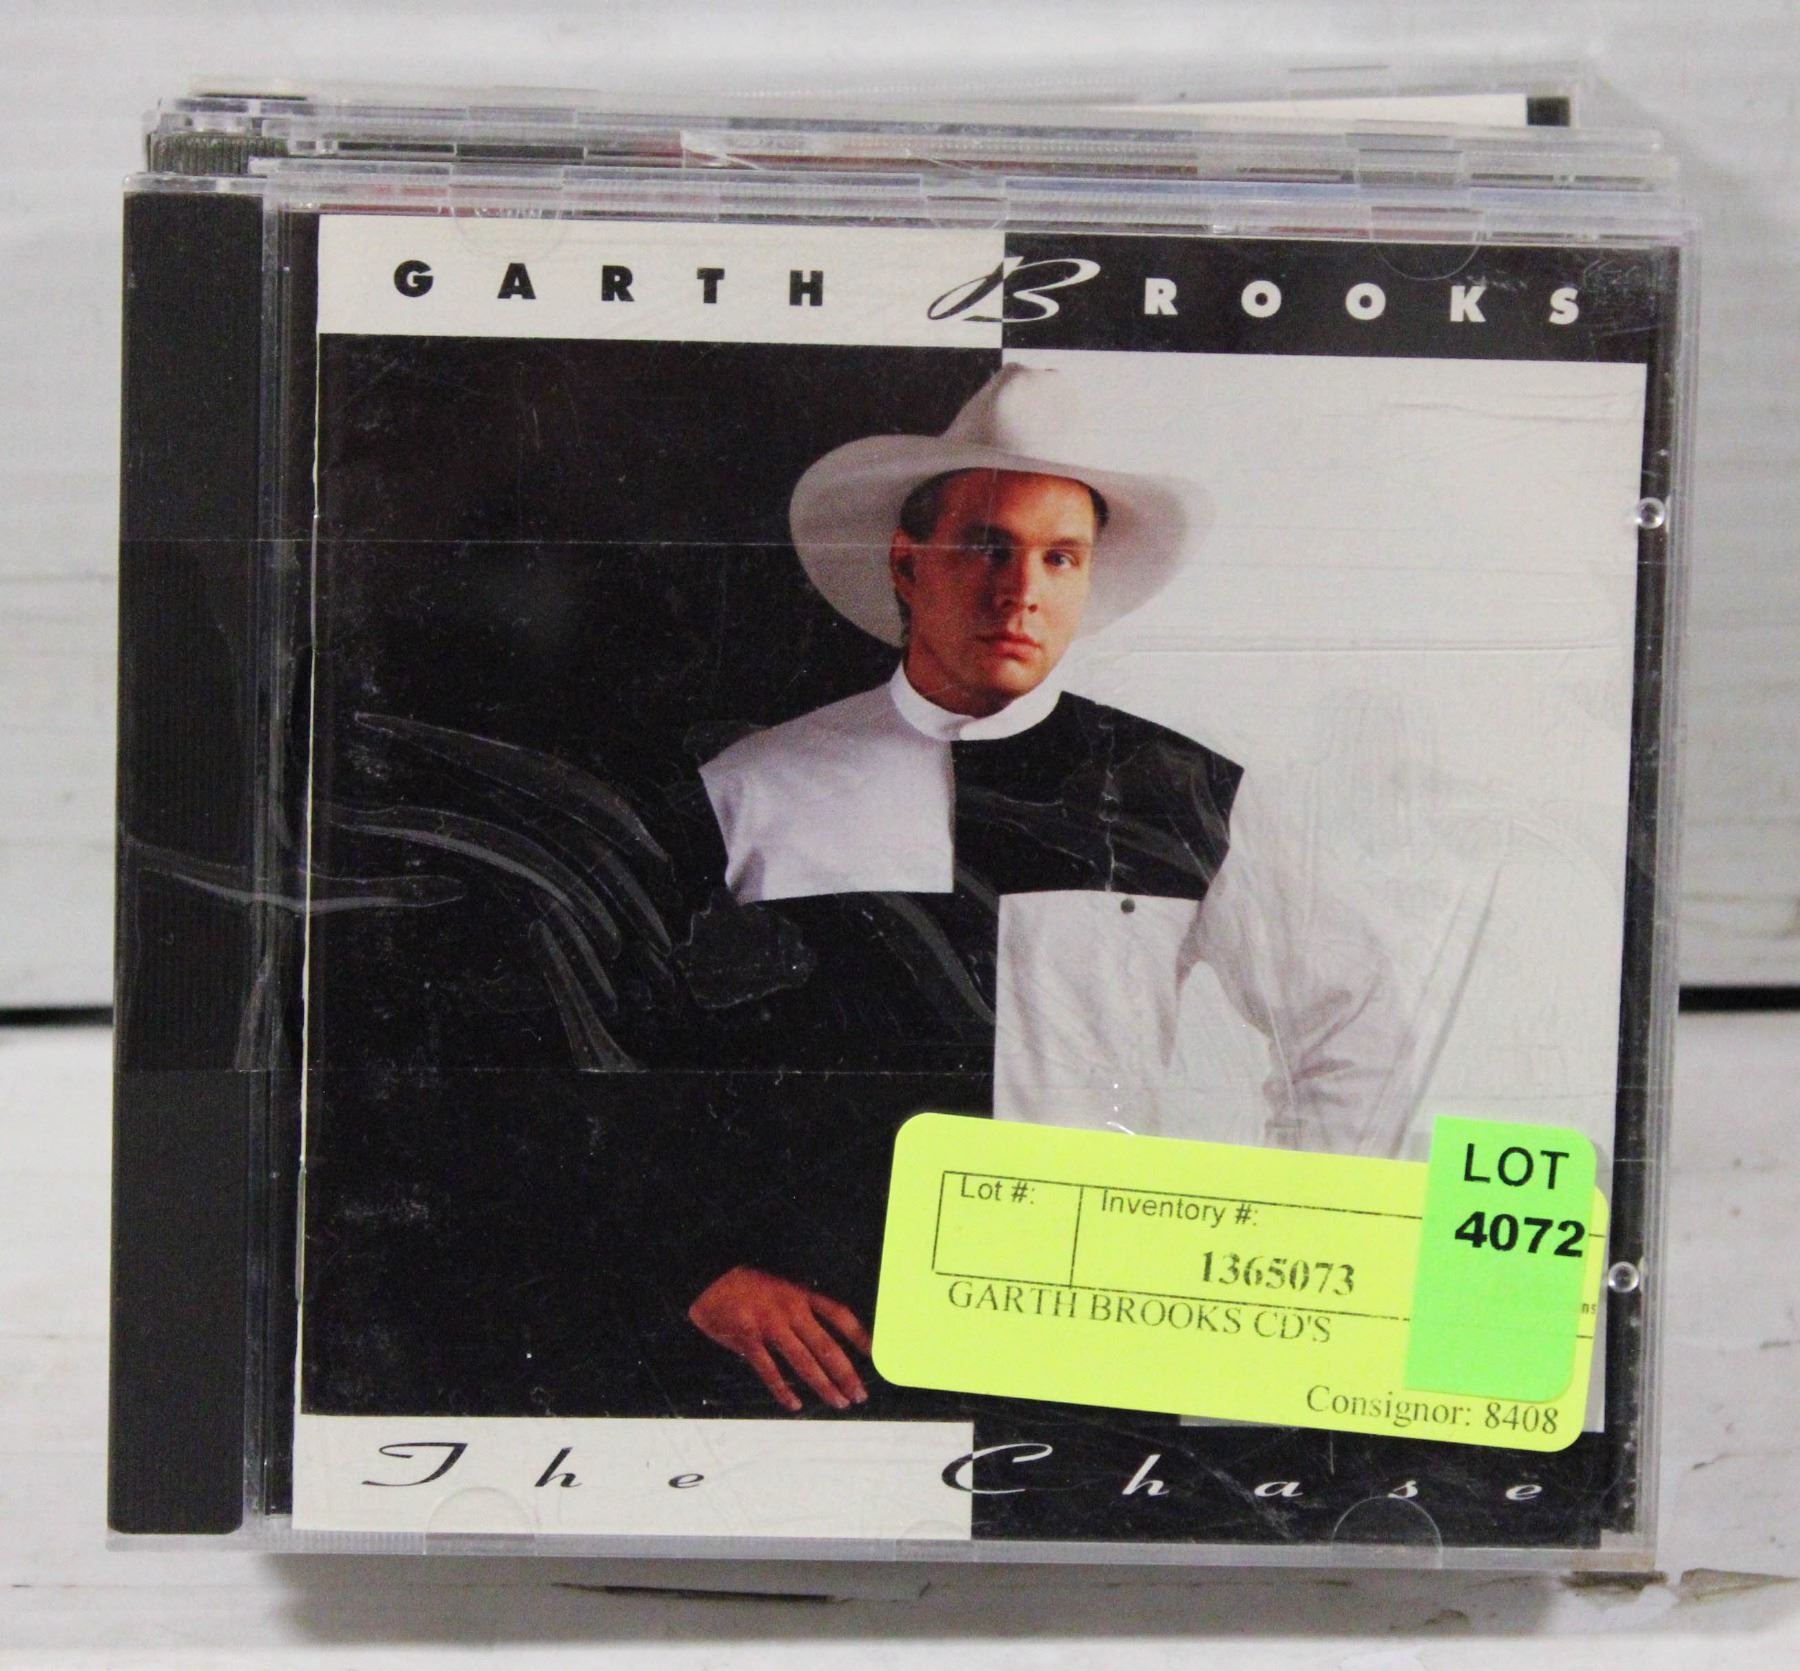 GARTH BROOKS
LOT
4072
Lot #:
Inventory #:
1365073
GARTH BROOKS CD'S
Consignor: 8408
The Chase